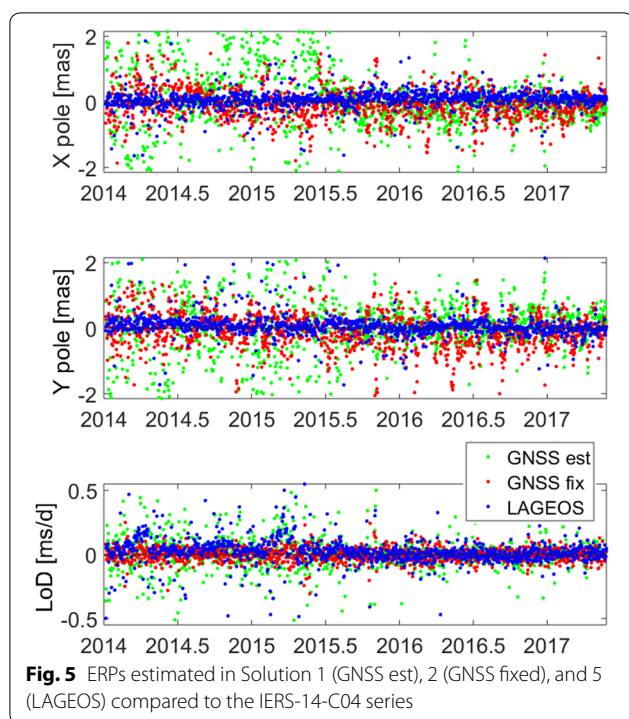 2
0
-2
X pole [mas]
2014 2014.5 2015 2015.5 2016 2016.5 2017
2
0
-2
Y pole [mas]
2014 2014.5 2015 2015.5 2016 2016.5 2017
GNSS est
GNSS fix
LAGEOS
0.5
0
-0.5
LoD [ms/d]
2014 2014.5 2015 2015.5 2016 2016.5 2017
Fig. 5 ERPs estimated in Solution 1 (GNSS est), 2 (GNSS fixed), and 5
(LAGEOS) compared to the IERS-14-C04 series